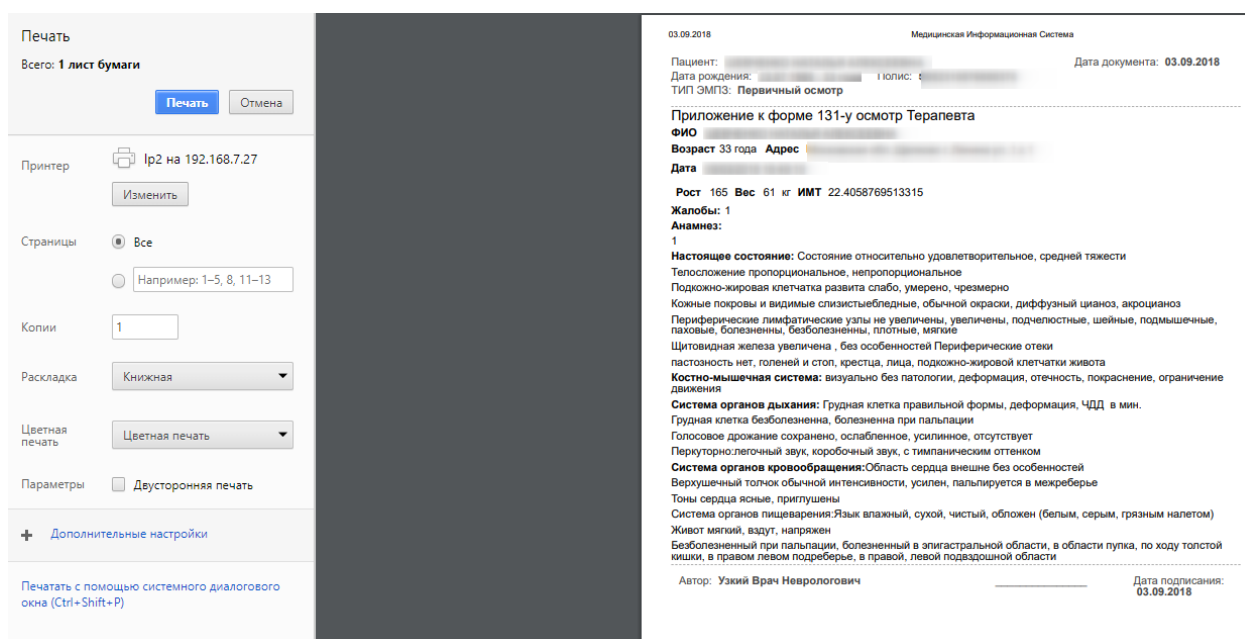 Печать
Всего: 1 лист бумаги
Печать Отмена
Принтер lp2 на 192.168.7.27
Изменить
Страницы Все
Например: 1–5, 8, 11–13
Копии 1
Раскладка Книжная
Цветная печать Цветная печать
Параметры Двусторонняя печать
+ Дополнительные настройки
Печатать с помощью системного диалогового
окна (Ctrl+Shift+P)
03.09.2018 Медицинская Информационная Система
Пациент: Дата документа: 03.09.2018
Дата рождения: Полис:
ТИП ЭМПЗ: Первичный осмотр
Приложение к форме 131-у осмотр Терапевта
ФИО
Возраст 33 года Адрес
Дата
Рост 165 Вес 61 кг ИМТ 22.4058769513315
Жалобы: 1
Анамнез:
1
Настоящее состояние: Состояние относительно удовлетворительное, средней тяжести
Телосложение пропорциональное, непропорциональное
Подкожно-жировая клетчатка развита слабо, умерено, чрезмерно
Кожные покровы и видимые слизистыебледные, обычной окраски, диффузный цианоз, акроцианоз
Периферические лимфатические узлы не увеличены, увеличены, подчелюстные, шейные, подмышечные,
паховые, болезненны, безболезненны, плотные, мягкие
Щитовидная железа увеличена , без особенностей Периферические отеки
пастозность нет, голеней и стоп, крестца, лица, подкожно-жировой клетчатки живота
Костно-мышечная система: визуально без патологии, деформация, отечность, покраснение, ограничение
движения
Система органов дыхания: Грудная клетка правильной формы, деформация, ЧДД в мин.
Грудная клетка безболезненна, болезненна при пальпации
Голосовое дрожание сохранено, ослабленное, усилинное, отсутствует
Перкуторно:легочный звук, коробочный звук, с тимпаническим оттенком
Система органов кровообращения:Область сердца внешне без особенностей
Верхушечный толчок обычной интенсивности, усилен, пальпируется в межреберье
Тоны сердца ясные, приглушены
Система органов пищеварения:Язык влажный, сухой, чистый, обложен (белым, серым, грязным налетом)
Живот мягкий, вздут, напряжен
Безболезненный при пальпации, болезненный в эпигастральной области, в области пупка, по ходу толстой
кишки, в правом левом подреберье, в правой, левой подвздошной области
Автор: Узкий Врач Неврологович Дата подписания:
03.09.2018